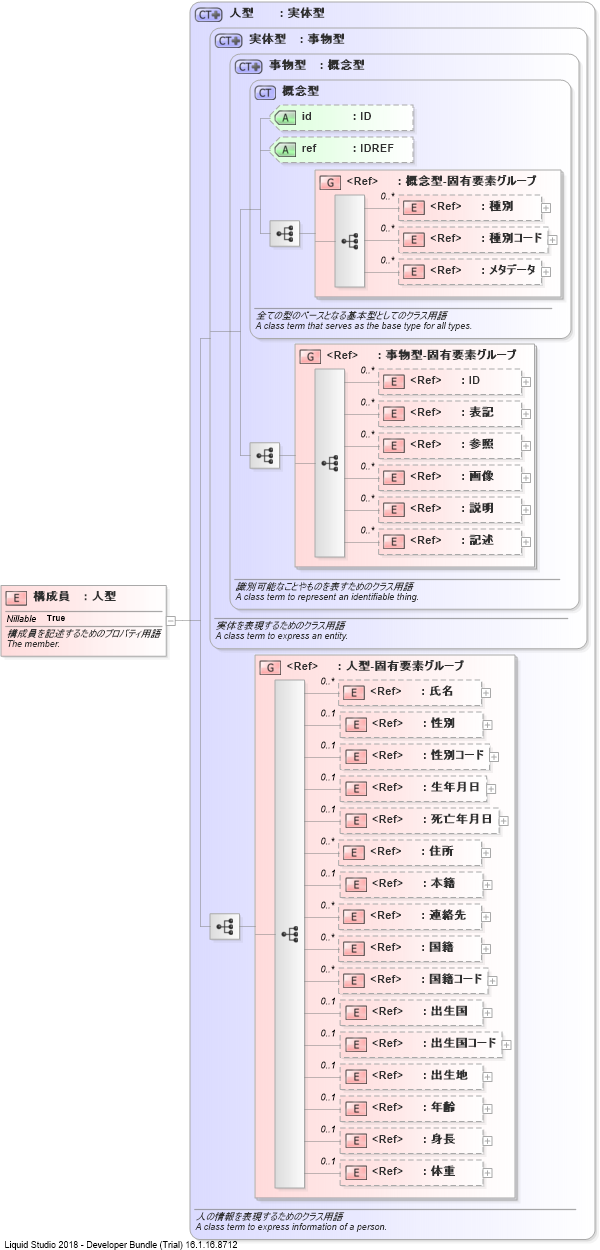 CT 人型 : 実体型
CT 実体型 : 事物型
CT 事物型 : 概念型
CT 概念型
A id : ID
A ref : IDREF
G <Ref> : 概念型-固有要素グループ
0..*
E <Ref> : 種別
0..*
E <Ref> : 種別コード
0..*
E <Ref> : メタデータ
全ての型のベースとなる基本型としてのクラス用語
A class term that serves as the base type for all types.
G <Ref> : 事物型-固有要素グループ
0..*
E <Ref> : ID
0..*
E <Ref> : 表記
0..*
E <Ref> : 参照
0..*
E <Ref> : 画像
0..*
E <Ref> : 説明
0..*
E <Ref> : 記述
識別可能なことやものを表すためのクラス用語
A class term to represent an identifiable thing.
E 構成員 : 人型
Nillable True
構成員を記述するためのプロパティ用語
The member.
実体を表現するためのクラス用語
A class term to express an entity.
G <Ref> : 人型-固有要素グループ
0..*
E <Ref> : 氏名
0..1
E <Ref> : 性別
0..1
E <Ref> : 性別コード
0..1
E <Ref> : 生年月日
0..1
E <Ref> : 死亡年月日
0..*
E <Ref> : 住所
0..1
E <Ref> : 本籍
0..*
E <Ref> : 連絡先
0..*
E <Ref> : 国籍
0..*
E <Ref> : 国籍コード
0..1
E <Ref> : 出生国
0..1
E <Ref> : 出生国コード
0..1
E <Ref> : 出生地
0..1
E <Ref> : 年齢
0..1
E <Ref> : 身長
0..1
E <Ref> : 体重
人の情報を表現するためのクラス用語
A class term to express information of a person.
Liquid Studio 2018 - Developer Bundle (Trial) 16.1.16.8712